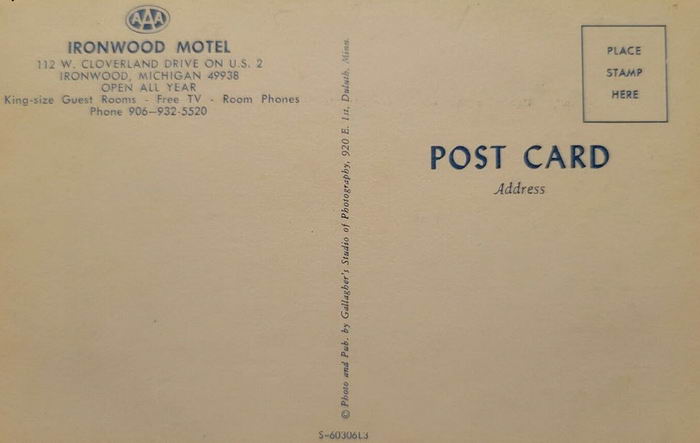 AAA
IRONWOOD MOTEL
112 W. CLOVERLAND DRIVE ON U.S. 2
IRONWOOD, MICHIGAN 49938
OPEN ALL YEAR
King-size Guest Rooms - Free TV - Room Phones
Phone 906—932-5520
© Photo and Pub. by Gallagher's Studio of Photography, 920 E. 1st, Duluth, Minn.
S-60306L3
PLACE
STAMP
HERE
POST CARD
Address